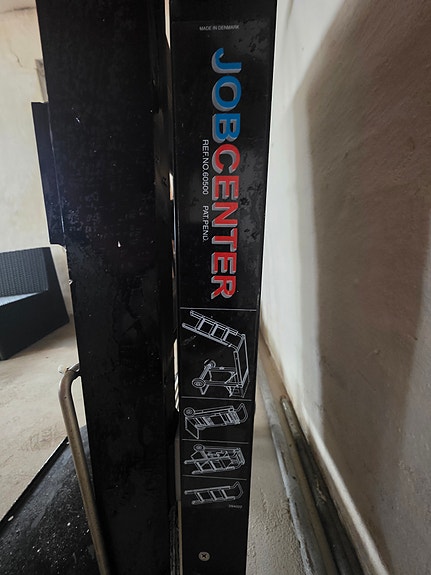 MADE IN DENMARK
JOBCENTER
REF.NO.60500 PAT.PEND.